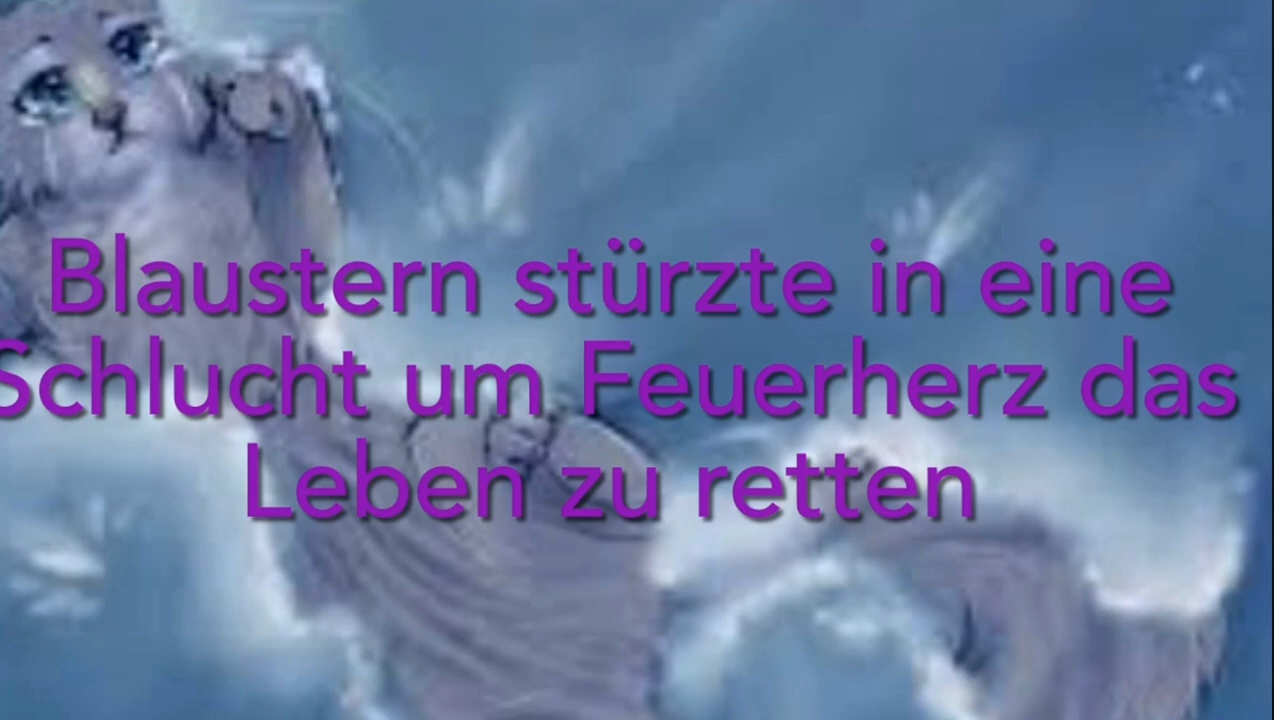 Blaustern stürzte in eine
Schlucht um Feuerherz das
Leben zu retten